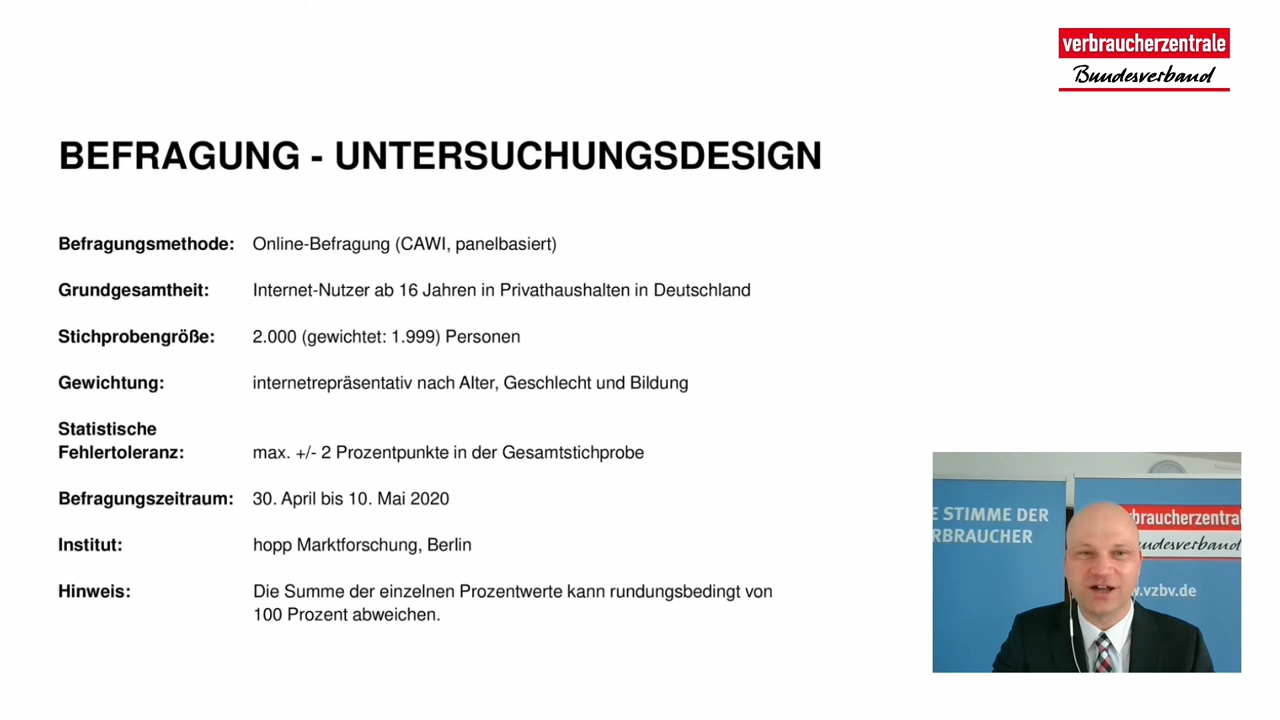 verbraucherzentrale
Bundesverband
BEFRAGUNG - UNTERSUCHUNGSDESIGN
Befragungsmethode: Online-Befragung (CAWI, panelbasiert)
Grundgesamtheit: Internet-Nutzer ab 16 Jahren in Privathaushalten in Deutschland
Stichprobengröße: 2.000 (gewichtet: 1.999) Personen
Gewichtung: internetrepräsentativ nach Alter, Geschlecht und Bildung
Statistische
Fehlertoleranz: max. +/- 2 Prozentpunkte in der Gesamtstichprobe
Befragungszeitraum: 30. April bis 10. Mai 2020
Institut: hopp Marktforschung, Berlin
Hinweis: Die Summe der einzelnen Prozentwerte kann rundungsbedingt von
100 Prozent abweichen.
E STIMME DER
RBRAUCHER
braucherzentral
undesverband
w.vzbv.de